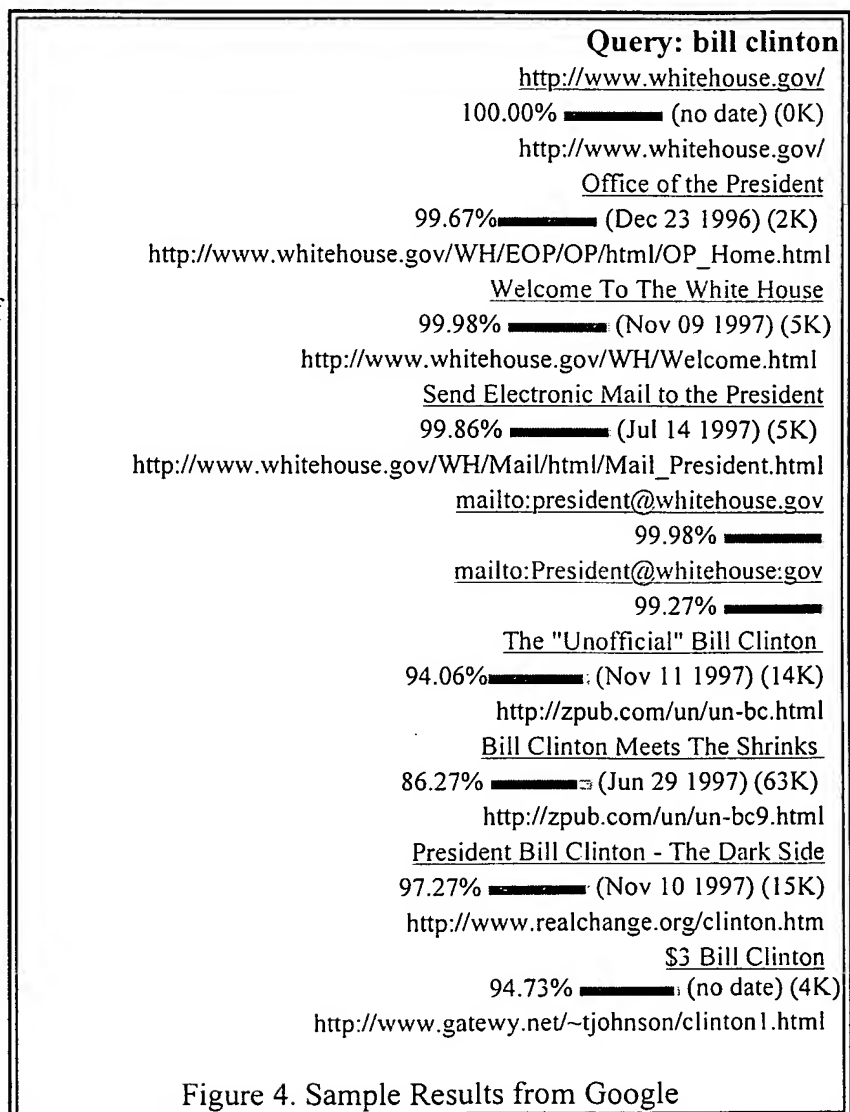 Query: bill clinton
http://www.whitehouse.gov/
100.00% (no date) (0K)
http://www.whitehouse.gov/
Office of the President
99.67% (Dec 23 1996) (2K)
http://www.whitehouse.gov/WH/EOP/OP/html/OP_Home.html
Welcome To The White House
99.98% (Nov 09 1997) (5K)
http://www.whitehouse.gov/WH/Welcome.html
Send Electronic Mail to the President
99.86% (Jul 14 1997) (5K)
http://www.whitehouse.gov/WH/Mail/html/Mail_President.html
mailto:president@whitehouse.gov
99.98%
mailto:President@whitehouse:gov
99.27%
The "Unofficial" Bill Clinton
94.06% (Nov 11 1997) (14K)
http://zpub.com/un/un-bc.html
Bill Clinton Meets The Shrinks
86.27% (Jun 29 1997) (63K)
http://zpub.com/un/un-bc9.html
President Bill Clinton - The Dark Side
97.27% (Nov 10 1997) (15K)
http://www.realchange.org/clinton.htm
$3 Bill Clinton
94.73% (no date) (4K)
http://www.gatewy.net/~tjohnson/clinton1.html
Figure 4. Sample Results from Google